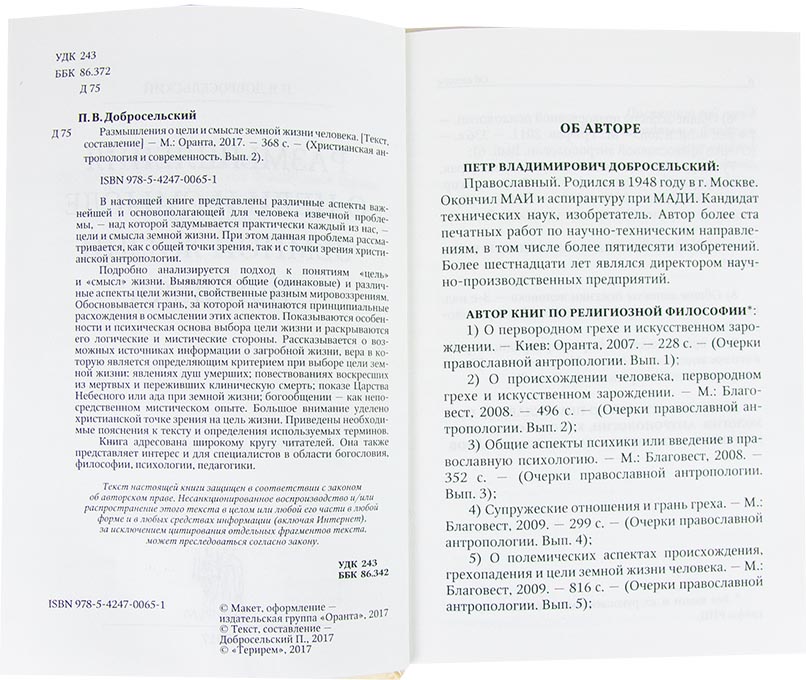 УДК 243
ББК 86.372
Д 75
П. В. Добросельский
Д 75 Размышления о цели и смысле земной жизни человека. [Текст,
составление] – М.: Оранта, 2017. – 368 с. – (Христианская ан-
тропология и современность. Вып. 2).
ISBN 978-5-4247-0065-1
В настоящей книге представлены различные аспекты важ-
нейшей и основополагающей для человека извечной пробле-
мы, – над которой задумывается практически каждый из нас, –
цели и смысла земной жизни. При этом данная проблема рассма-
тривается, как с общей точки зрения, так и с точки зрения христи-
анской антропологии.
Подробно анализируется подход к понятиям «цель»
и «смысл» жизни. Выявляются общие (одинаковые) и различ-
ные аспекты цели жизни, свойственные разным мировоззрениям.
Обосновывается грань, за которой начинаются принципиальные
расхождения в осмыслении этих аспектов. Показываются особен-
ности и психическая основа выбора цели жизни и раскрываются
его логические и мистические стороны. Рассказывается о воз-
можных источниках информации о загробной жизни, вера в ко-
торую является определяющим критерием при выборе цели зем-
ной жизни: явлениях душ умерших; повествованиях воскресших
из мертвых и переживших клиническую смерть; показе Царства
Небесного или ада при земной жизни; богообщении – как непо-
средственном мистическом опыте. Большое внимание уделено
христианской точке зрения на цель жизни. Приведены необходи-
мые пояснения к тексту и определения используемых терминов.
Книга адресована широкому кругу читателей. Она также
представляет интерес и для специалистов в области богословия,
философии, психологии, педагогики.
Текст настоящей книги защищен в соответствии с законом
об авторском праве. Несанкционированное воспроизводство и/или
распространение этого текста в целом или любой его части в любой
форме и в любых средствах информации (включая Интернет),
за исключением цитирования отдельных фрагментов текста,
может преследоваться согласно закону.
УДК 243
ББК 86.342
ISBN 978-5-4247-0065-1
© Макет, оформление –
издательская группа «Оранта», 2017
© Текст, составление –
Добросельский П., 2017
© «Терирем», 2017
ОБ АВТОРЕ
ПЕТР ВЛАДИМИРОВИЧ ДОБРОСЕЛЬСКИЙ:
Православный. Родился в 1948 году в г. Москве.
Окончил МАИ и аспирантуру при МАДИ. Кандидат
технических наук, изобретатель. Автор более ста
печатных работ по научно-техническим направле-
ниям, в том числе более пятидесяти изобретений.
Более шестнадцати лет являлся директором науч-
но-производственных предприятий.
АВТОР КНИГ ПО РЕЛИГИОЗНОЙ ФИЛОСОФИИ*:
1) О первородном грехе и искусственном заро-
ждении. – Киев: Оранта, 2007. – 228 с. – (Очерки
православной антропологии. Вып. 1);
2) О происхождении человека, первородном
грехе и искусственном зарождении. – М.: Благо-
вест, 2008. – 496 с. – (Очерки православной ан-
тропологии. Вып. 2);
3) Общие аспекты психики или введение в пра-
вославную психологию. – М.: Благовест, 2008. –
352 с. – (Очерки православной антропологии.
Вып. 3);
4) Супружеские отношения и грань греха. – М.:
Благовест, 2009. – 299 с. – (Очерки православной
антропологии. Вып. 4);
5) О полемических аспектах происхождения,
грехопадения и цели земной жизни человека. – М.:
Благовест, 2009. – 816 с. – (Очерки православной
антропологии. Вып. 5);